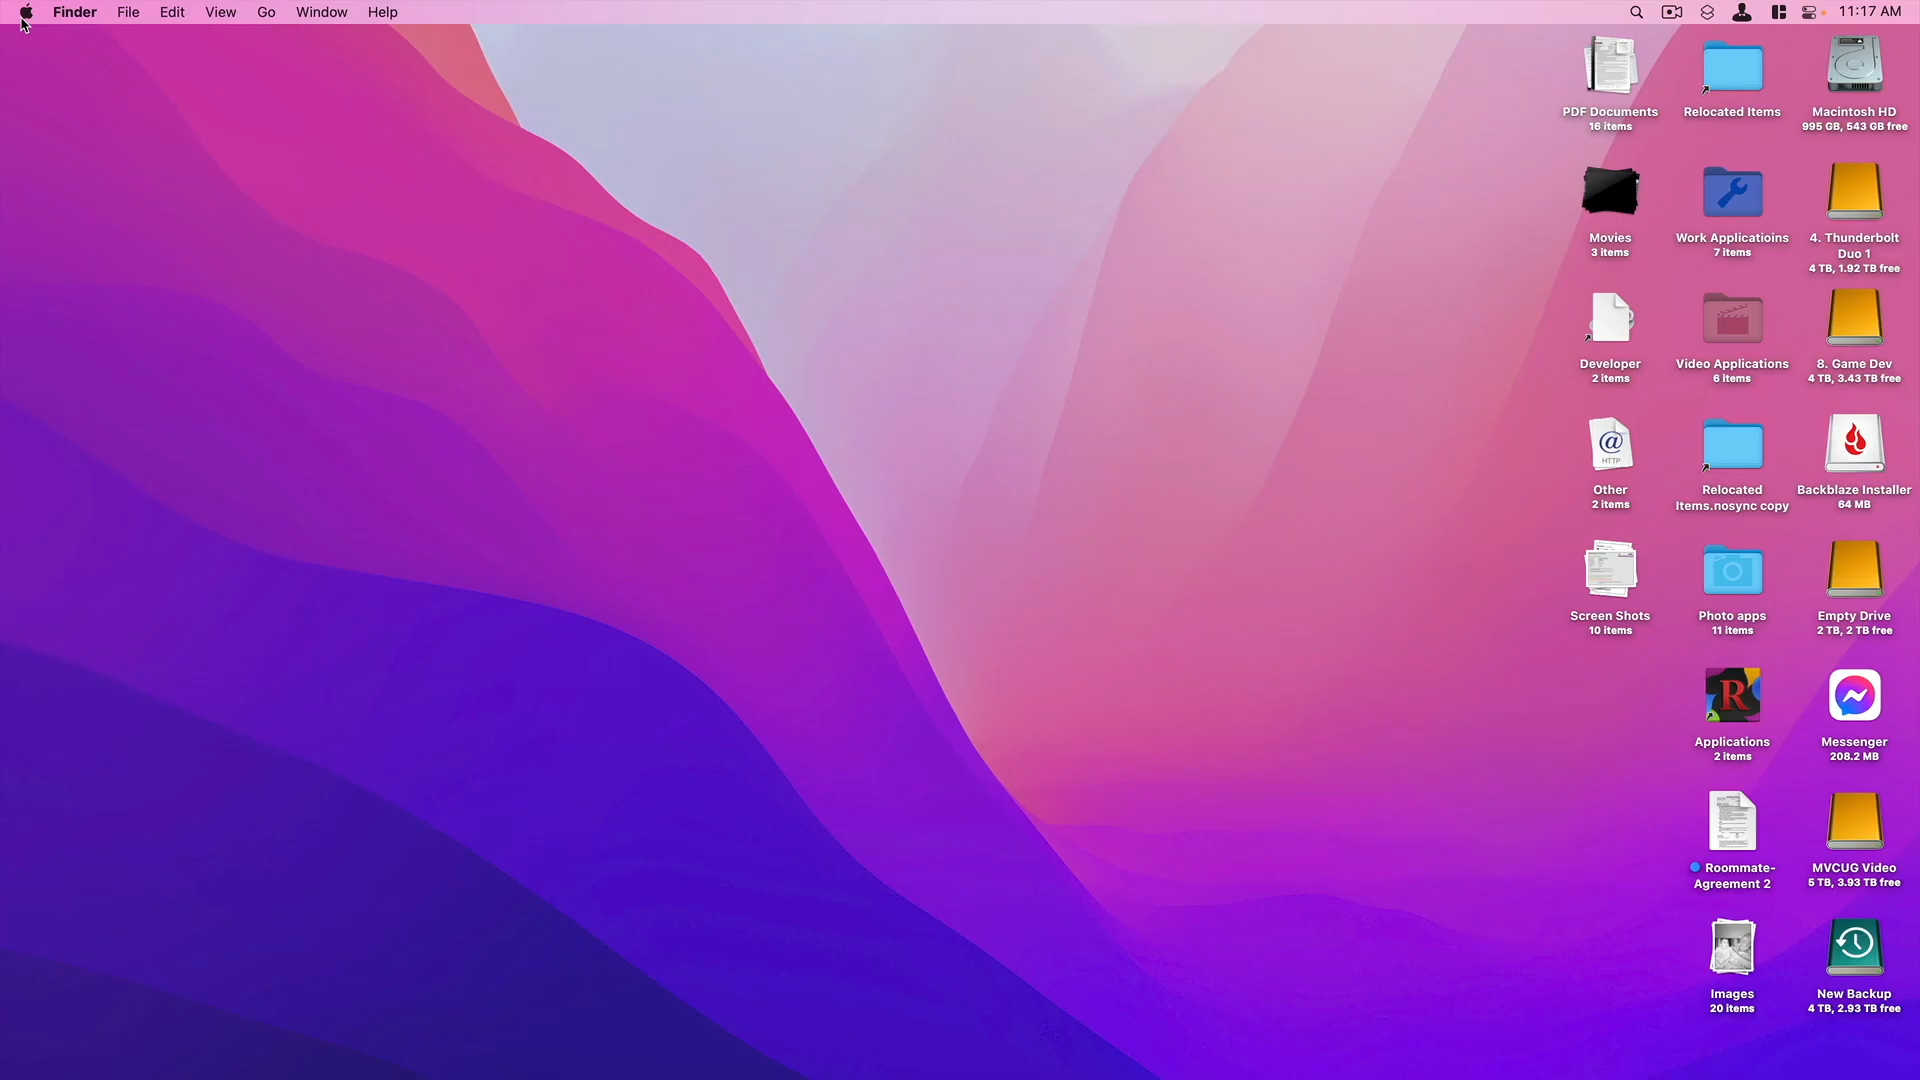 Finder File Edit View Go Window Help 11:17 AM
PDF Documents
16 items
Relocated Items
Macintosh HD
995 GB, 543 GB free
Movies
3 items
Work Applicatioins
7 items
4. Thunderbolt
Duo 1
4 TB, 1.92 TB free
Developer
2 items
Video Applications
6 items
8. Game Dev
4 TB, 3.43 TB free
@
HTTP
Other
2 items
Relocated
Items.nosync copy
Backblaze Installer
64 MB
Screen Shots
10 items
Photo apps
11 items
Empty Drive
2 TB, 2 TB free
R
Applications
2 items
Messenger
208.2 MB
Roommate-
Agreement 2
MVCUG Video
5 TB, 3.93 TB free
Images
20 items
New Backup
4 TB, 2.93 TB free